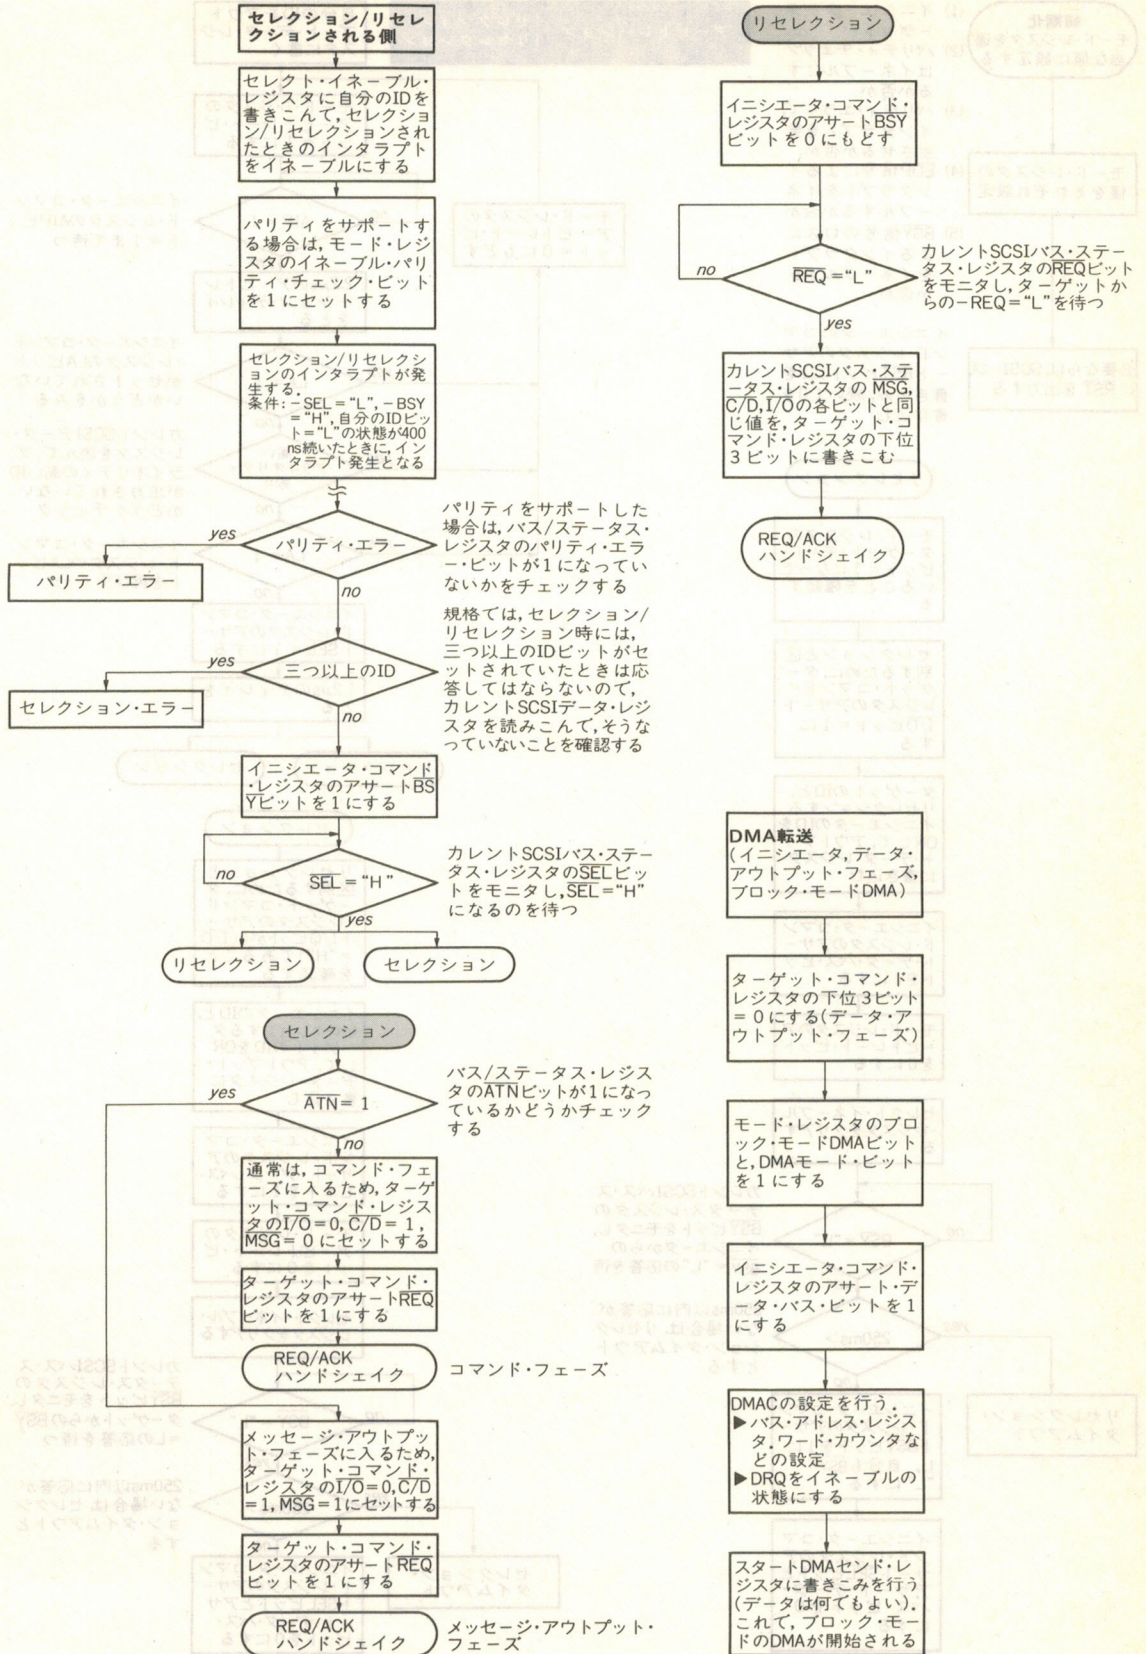 セレクション/リセレ
クションされる側
セレクト・イネーブル・
レジスタに自分のIDを
書きこんで,セレクショ
ン/リセレクションされ
たときのインタラプト
をイネーブルにする
パリティをサポートす
る場合は,モード・レジ
スタのイネーブル・パリ
ティ・チェック・ビット
を1にセットする
セレクション/リセレクシ
ョンのインタラプトが発
生する.
条件:−SEL=“L”,−BSY
=“H”,自分のIDビッ
ト=“L”の状態が400
ns続いたときに,イン
タラプト発生となる
パリティ・エラー
yes
no
パリティ・エラー
パリティをサポートした
場合は,バス/ステータス・
レジスタのパリティ・エラ
ー・ビットが1になってい
ないかをチェックする
三つ以上のID
yes
no
セレクション・エラー
規格では,セレクション/
リセレクション時には,
三つ以上のIDビットがセ
ットされていたときは応
答してはならないので,
カレントSCSIデータ・レジ
スタを読みこんで,そうな
っていないことを確認する
イニシエータ・コマンド
・レジスタのアサートBS
Yビットを1にする
SEL=“H”
no
yes
カレントSCSIバス・ステー
タス・レジスタのSELビッ
トをモニタし,SEL=“H”
になるのを待つ
リセレクション
セレクション
セレクション
ATN=1
yes
no
バス/ステータス・レジス
タのATNビットが1になっ
ているかどうかチェック
する
通常は,コマンド・フェ
ーズに入るため,ターゲ
ット・コマンド・レジス
タのI/O=0,C/D=1,
MSG=0にセットする
ターゲット・コマンド・
レジスタのアサートREQ
ビットを1にする
REQ/ACK
ハンドシェイク
コマンド・フェーズ
メッセージ・アウトプッ
ト・フェーズに入るため,
ターゲット・コマンド・
レジスタのI/O=0,C/D
=1,MSG=1にセットする
ターゲット・コマンド・
レジスタのアサートREQ
ビットを1にする
REQ/ACK
ハンドシェイク
メッセージ・アウトプット・
フェーズ
リセレクション
イニシエータ・コマンド・
レジスタのアサートBSY
ビットを0にもどす
REQ=“L”
no
yes
カレントSCSIバス・ステー
タス・レジスタのREQビット
をモニタし,ターゲットか
らの−REQ=“L”を待つ
カレントSCSIバス・ステ
ータス・レジスタの MSG,
C/D,I/Oの各ビットと同
じ値を,ターゲット・コ
マンド・レジスタの下位
3ビットに書きこむ
REQ/ACK
ハンドシェイク
DMA転送
(イニシエータ,データ・
アウトプット・フェーズ,
ブロック・モードDMA)
ターゲット・コマンド・
レジスタの下位3ビット
=0にする(データ・ア
ウトプット・フェーズ)
モード・レジスタのブロ
ック・モードDMAビット
と,DMAモード・ビット
を1にする
イニシエータ・コマンド・
レジスタのアサート・デ
ータ・バス・ビットを1
にする
DMACの設定を行う.
▶バス・アドレス・レジス
タ.ワード・カウンタな
どの設定
▶DRQをイネーブルの
状態にする
スタートDMAセンド・レ
ジスタに書きこみを行う
(データは何でもよい).
これで,ブロック・モー
ドのDMAが開始される